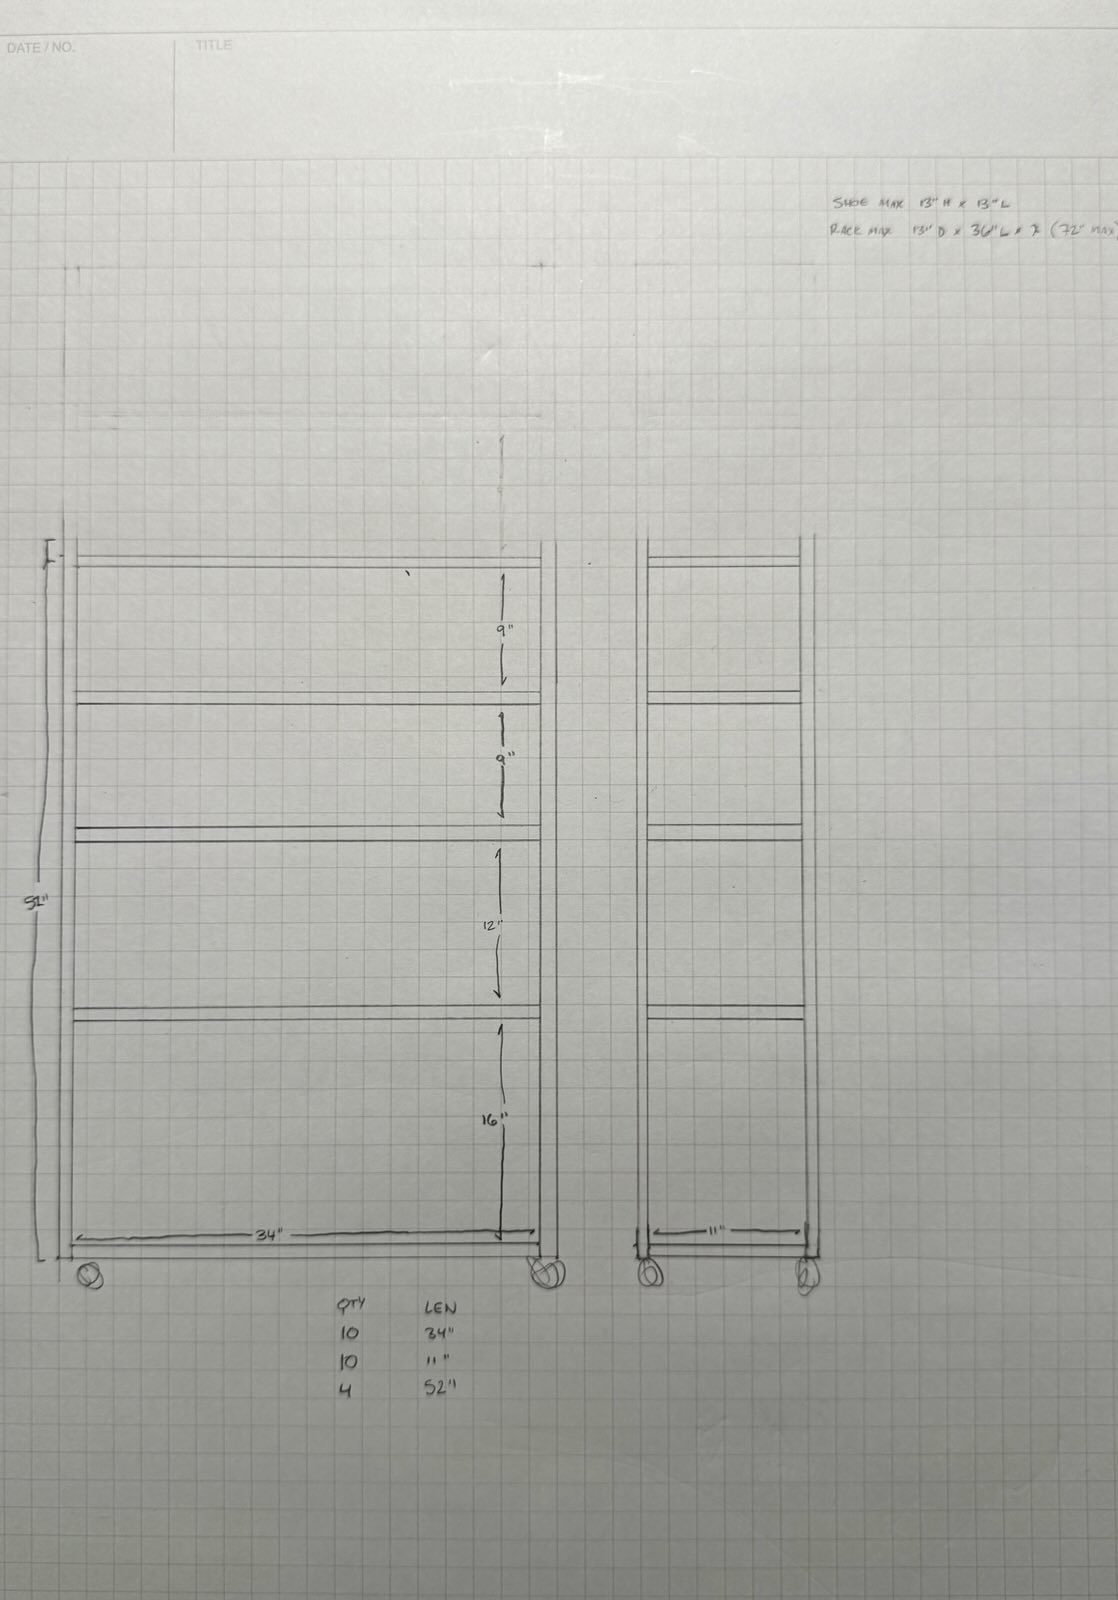 DATE / NO.
TITLE
SHOE MAX 13" H x 13" L
RACK MAX 13" D x 36" L x ? (72" MAX)
9"
9"
12"
52"
16"
34"
11"
QTY LEN
10 34"
10 11"
4 52"